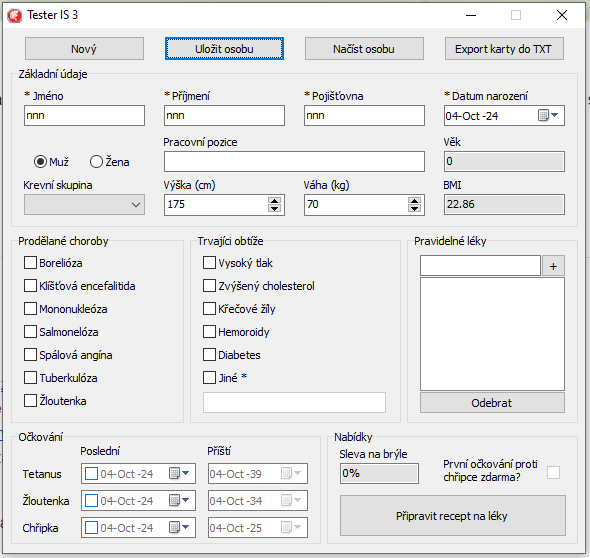 Tester IS 3
Nový Uložit osobu Načíst osobu Export karty do TXT
Základní údaje
* Jméno * Příjmení * Pojišťovna * Datum narození
nnn nnn nnn 04-Oct -24
Pracovní pozice Věk
Muž Žena 0
Krevní skupina Výška (cm) Váha (kg) BMI
175 70 22.86
Prodělané choroby Trvající obtíže Pravidelné léky
Borelióza Vysoký tlak +
Klíšťová encefalitida Zvýšený cholesterol
Mononukleóza Křečové žíly
Salmonelóza Hemoroidy
Spálová angína Diabetes
Tuberkulóza Jiné *
Žloutenka Odebrat
Očkování Nabídky
Poslední Příští Sleva na brýle
Tetanus 04-Oct -24 04-Oct -39 0% První očkování proti
chřipce zdarma?
Žloutenka 04-Oct -24 04-Oct -34
Chřipka 04-Oct -24 04-Oct -25 Připravit recept na léky